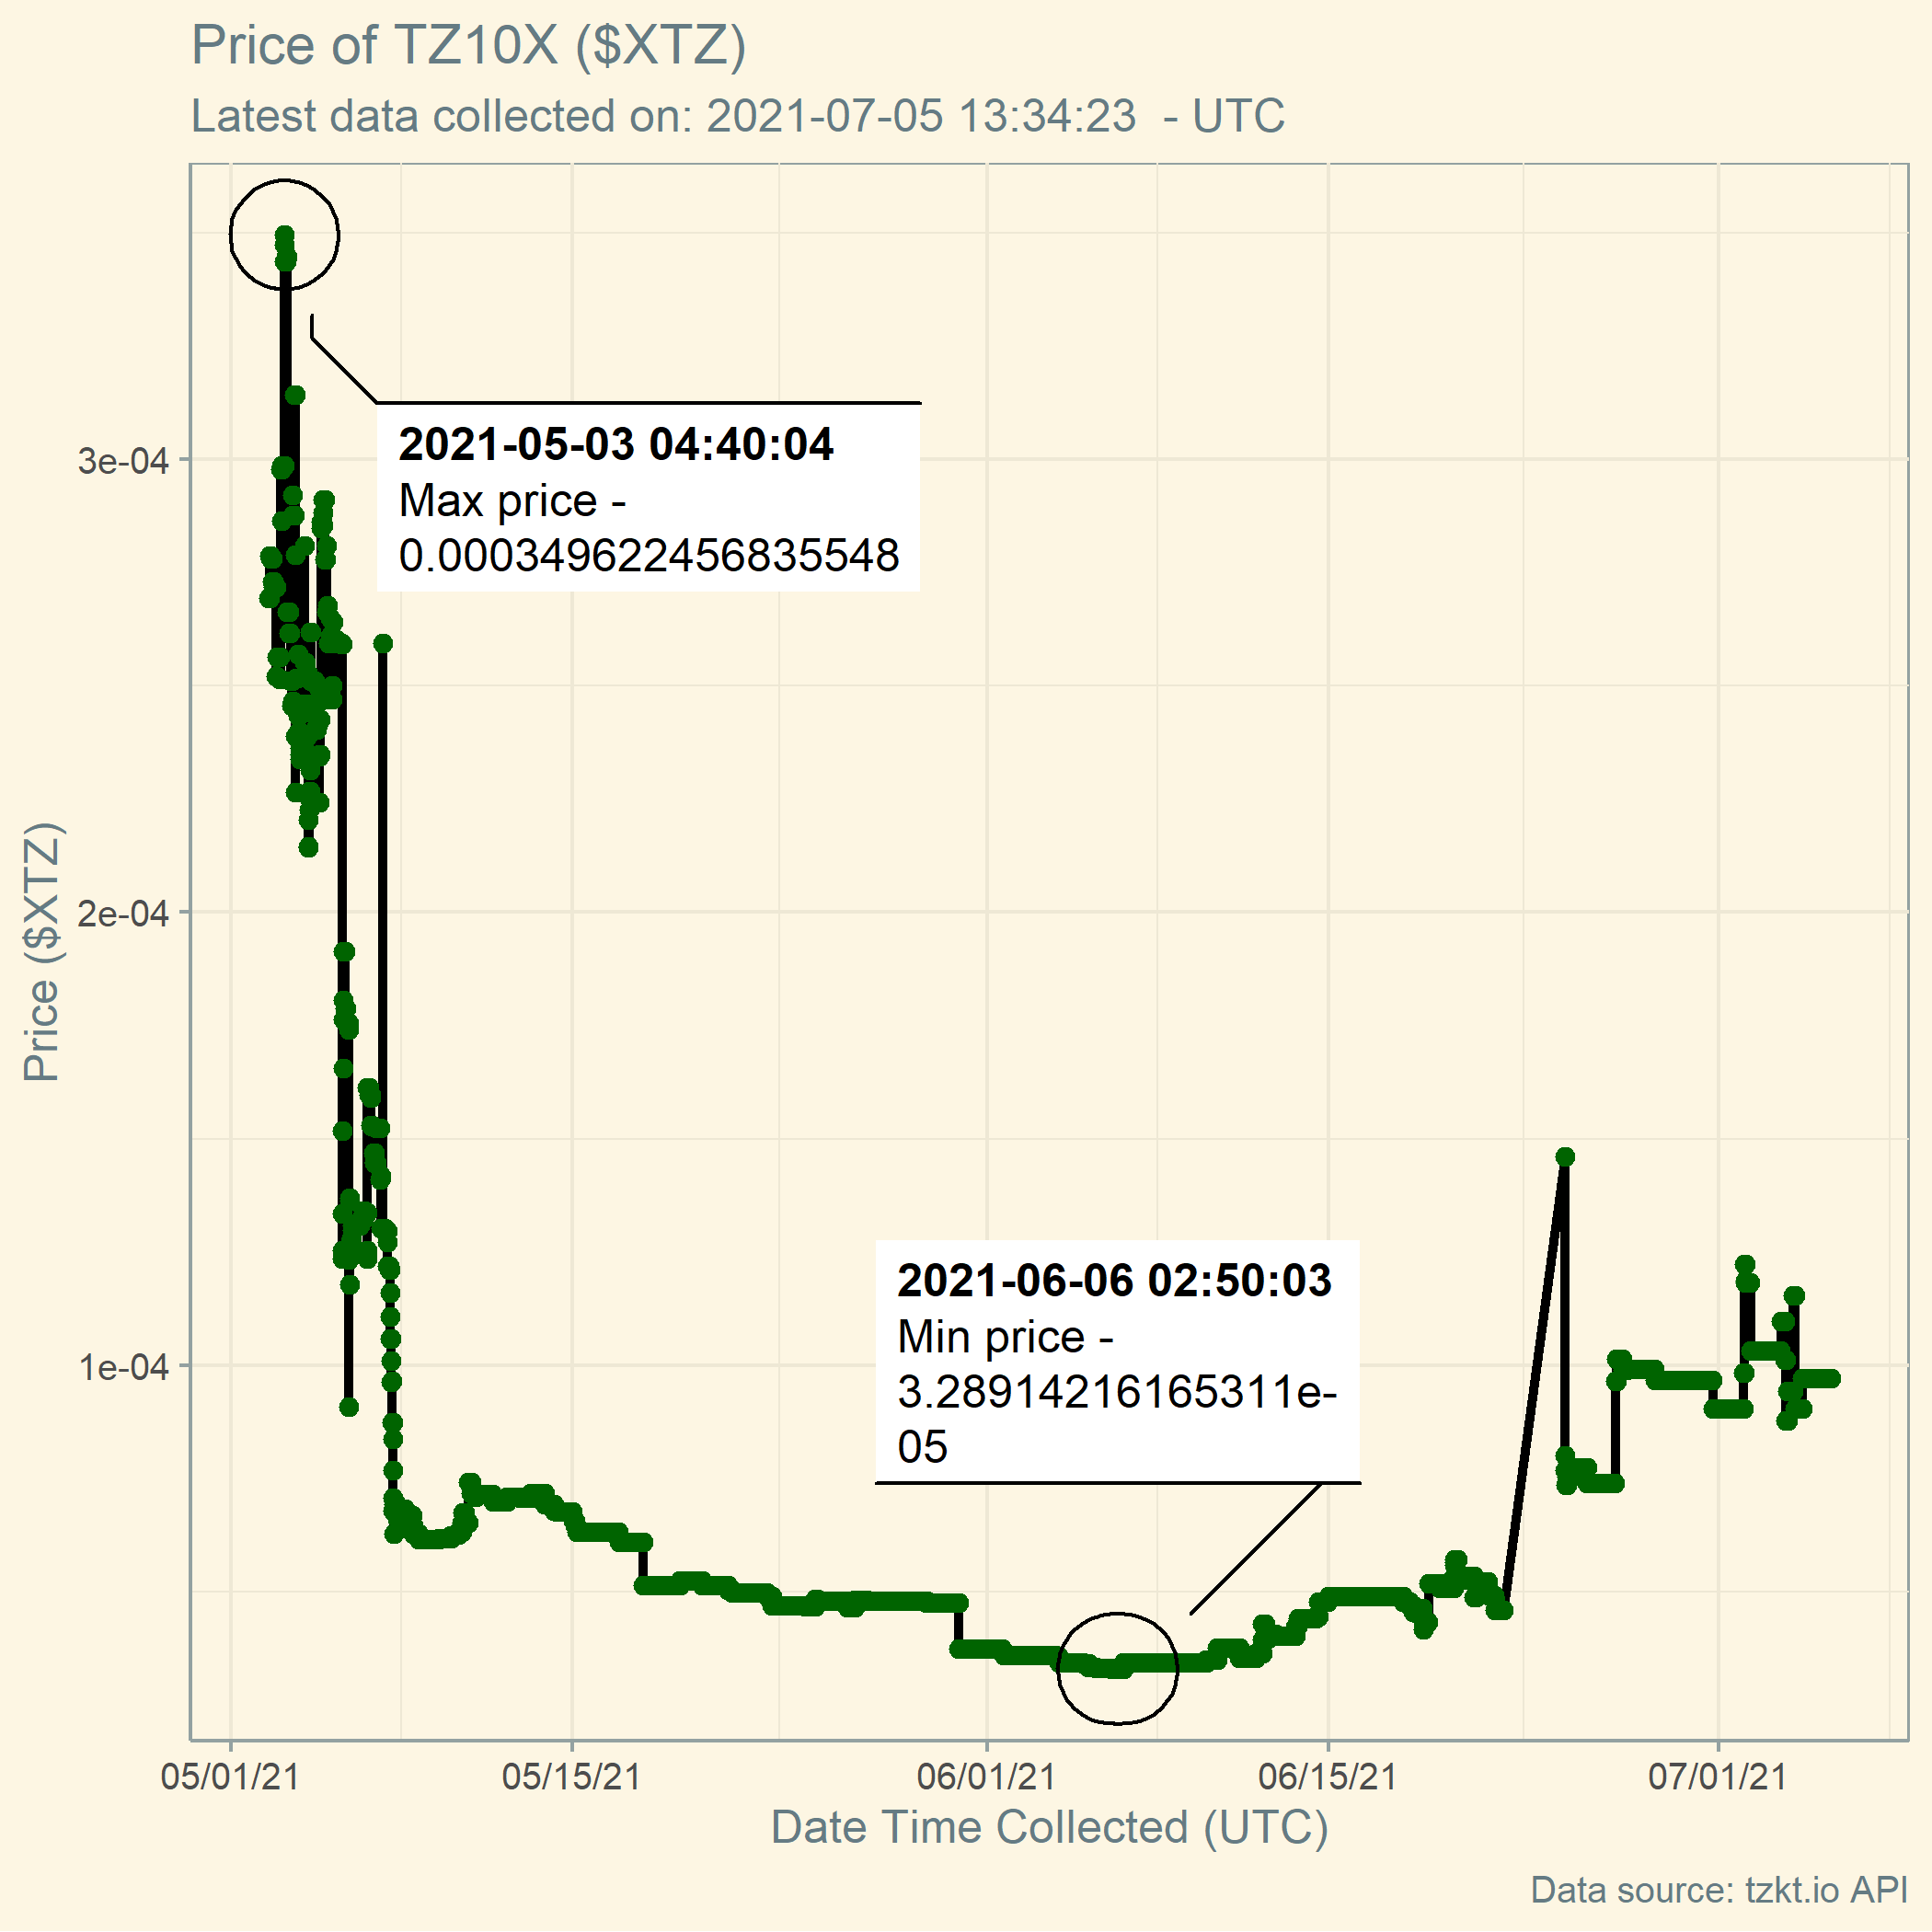 Price of TZ10X ($XTZ)
Latest data collected on: 2021-07-05 13:34:23  - UTC
2021-05-03 04:40:04
Max price -
0.000349622456835548
3e-04
2e-04
1e-04
Price ($XTZ)
2021-06-06 02:50:03
Min price -
3.28914216165311e-
05
05/01/21
05/15/21
06/01/21
06/15/21
07/01/21
Date Time Collected (UTC)
Data source: tzkt.io API